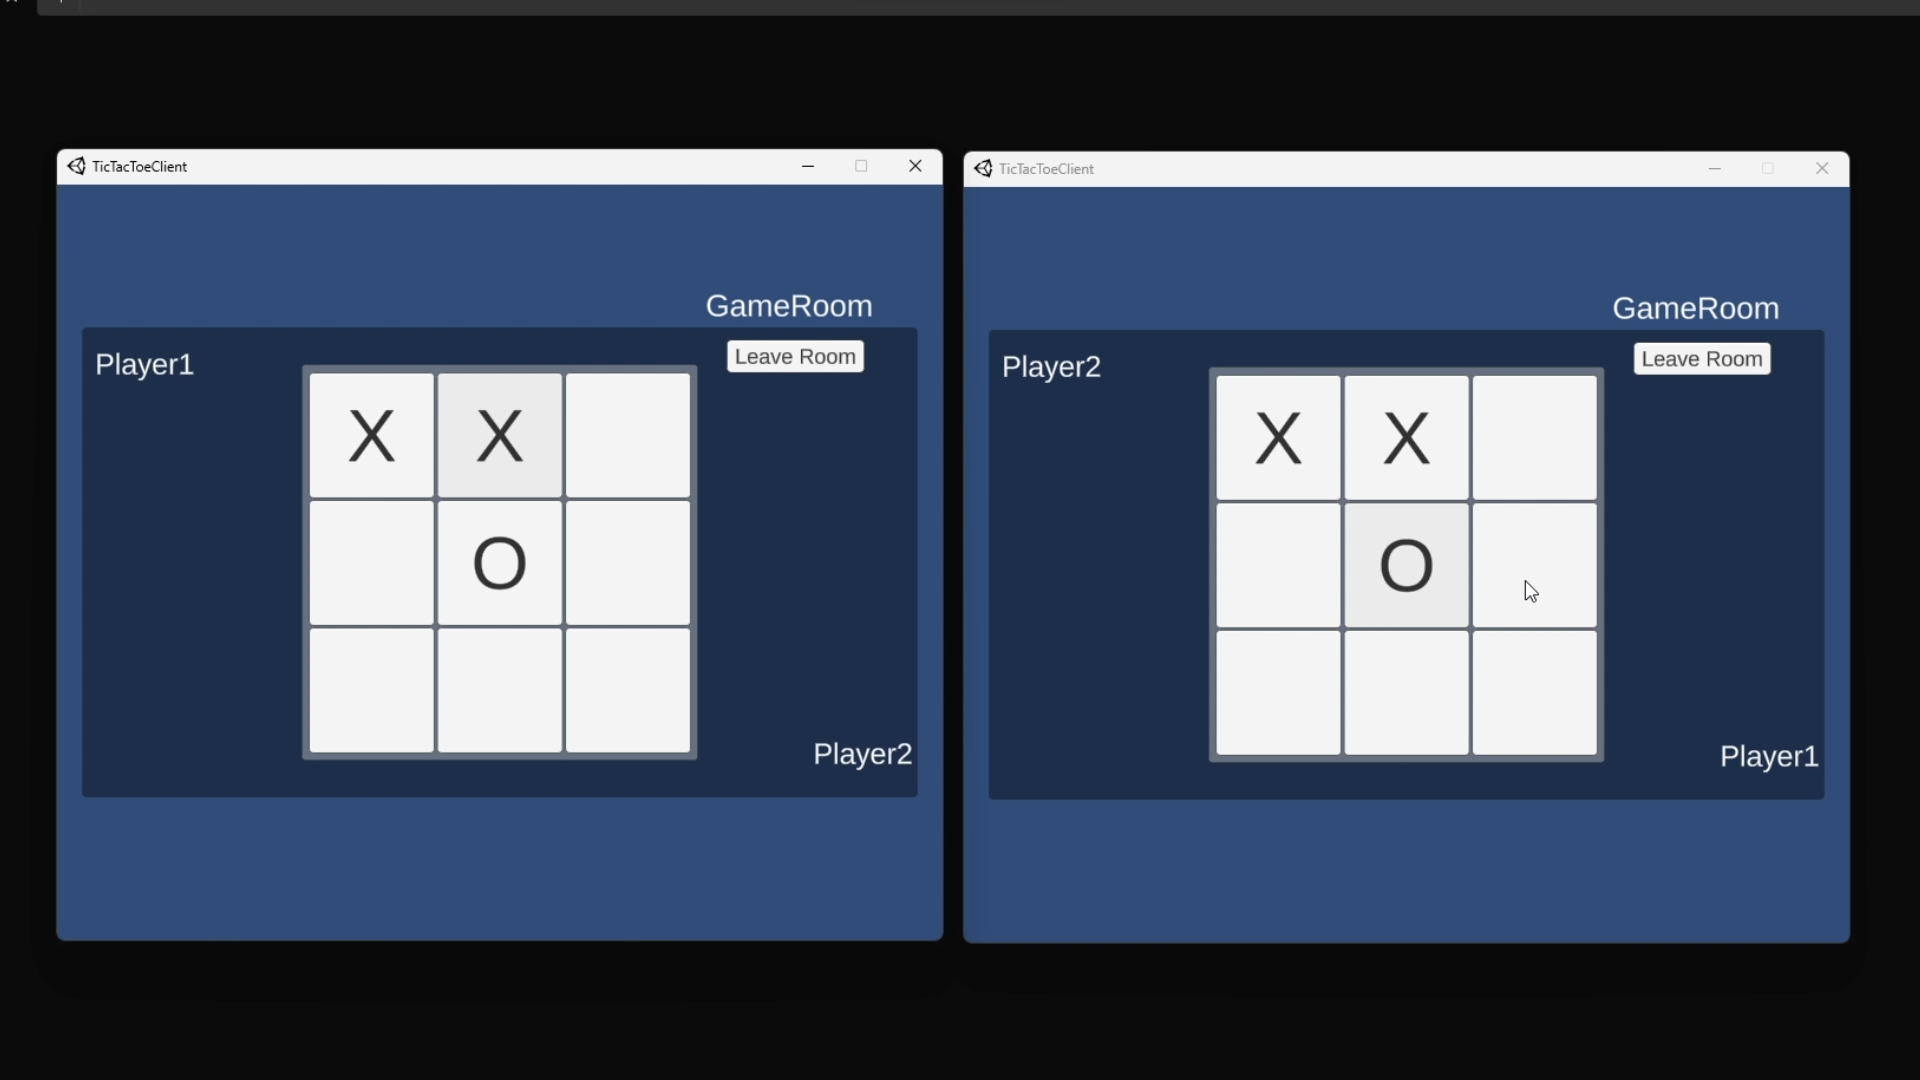 TicTacToeClient
GameRoom
Player1
Leave Room
X X
O
Player2
TicTacToeClient
GameRoom
Player2
Leave Room
X X
O
Player1